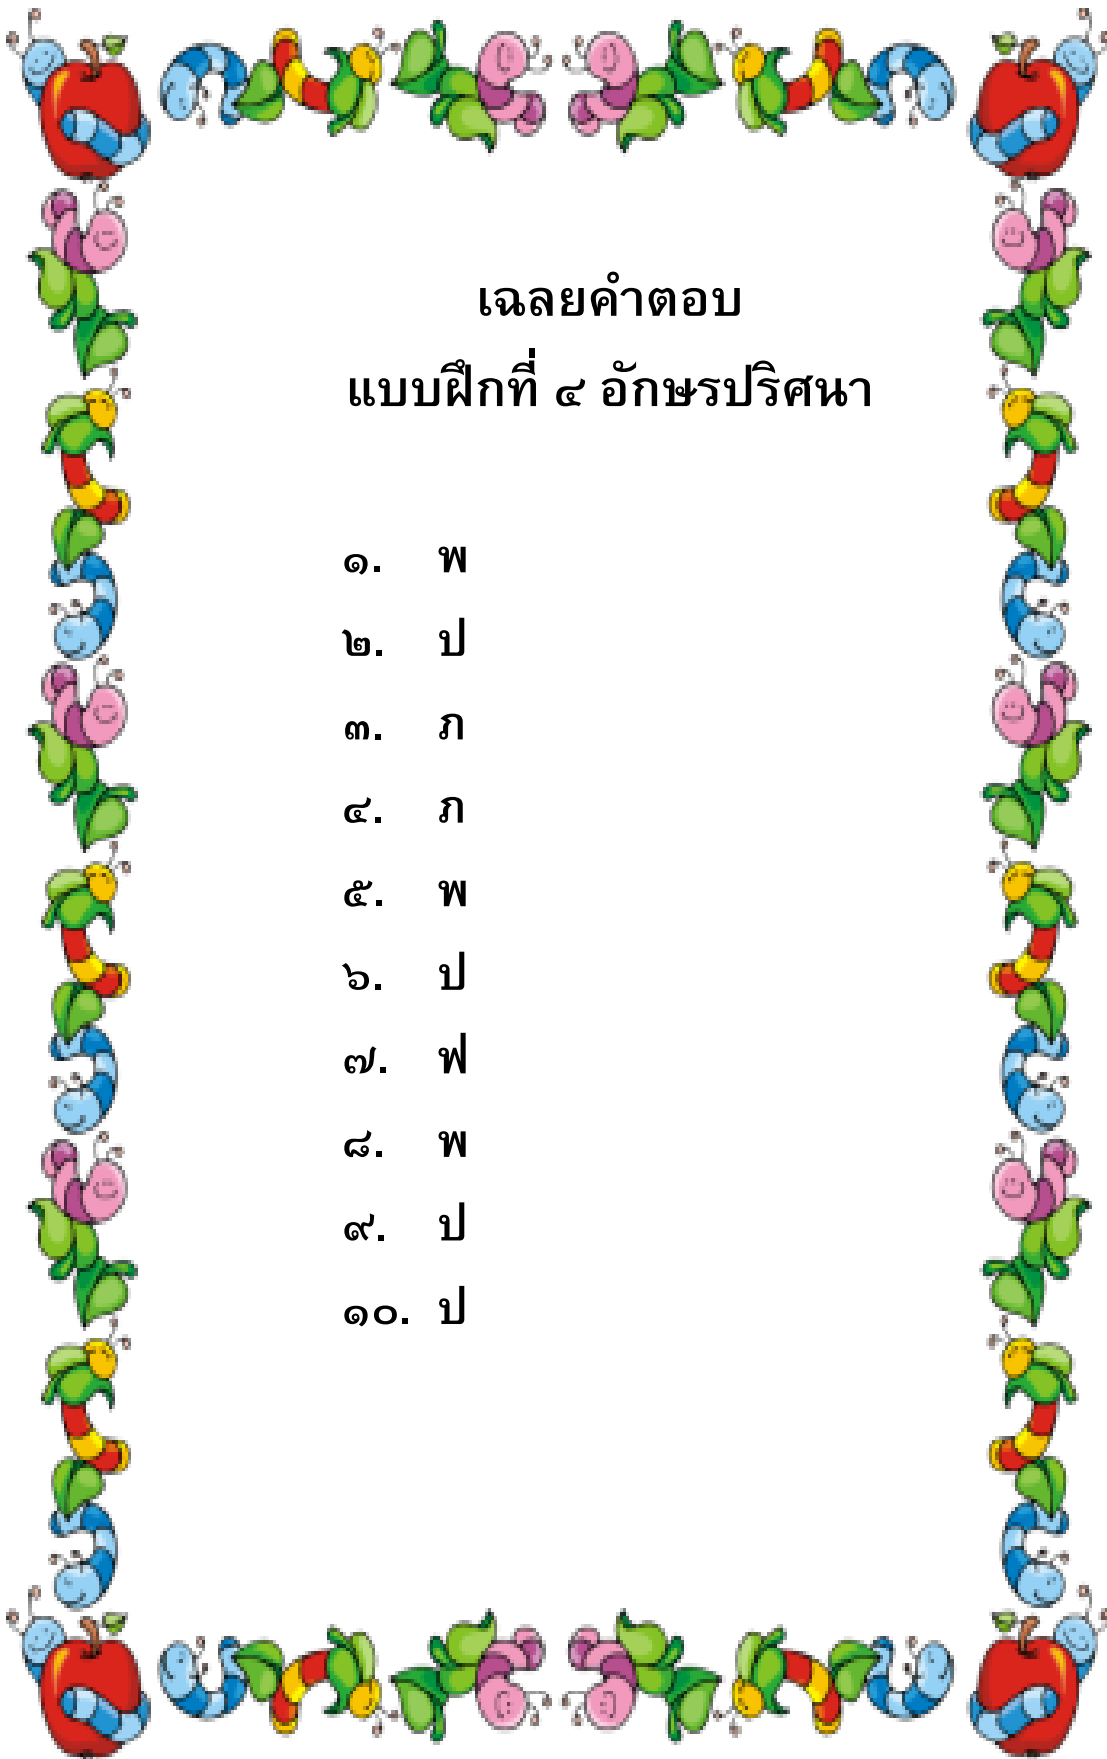 เฉลยคำตอบ
แบบฝึกที่ ๔ อักษรปริศนา
๑. พ
๒. ป
๓. ภ
๔. ภ
๕. พ
๖. ป
๗. ฟ
๘. พ
๙. ป
๑๐. ป